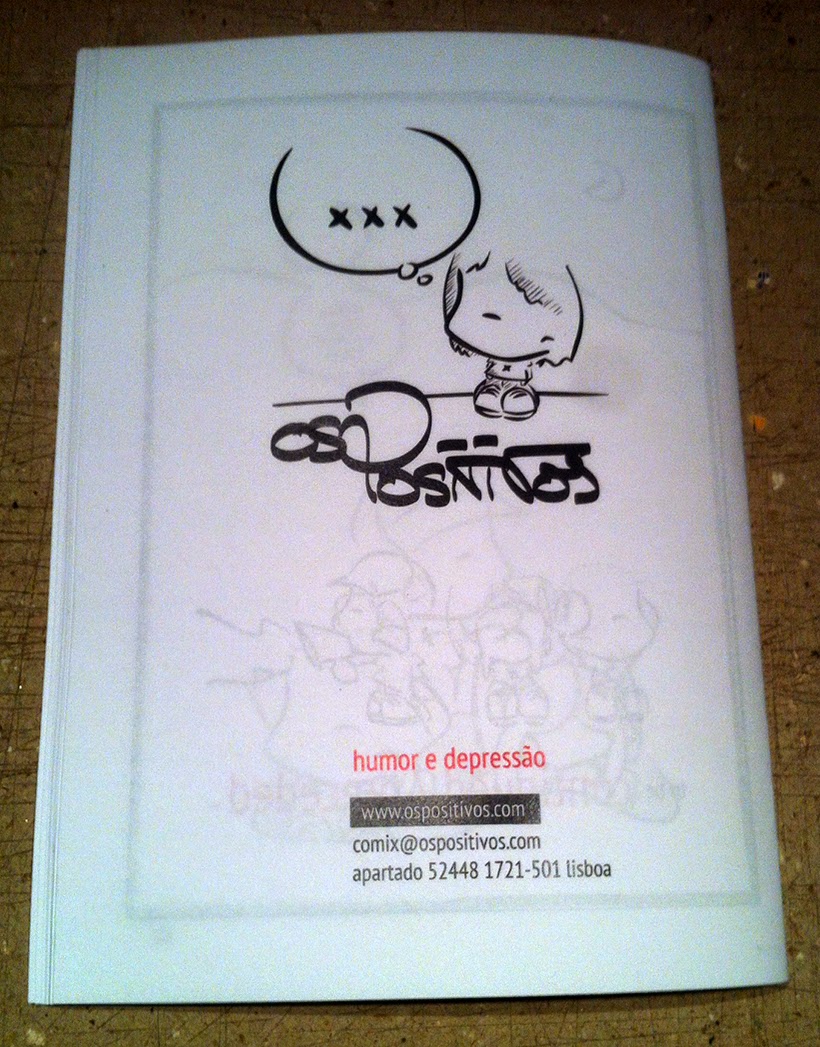 xxx
os Positivos
humor e depressão
www.ospositivos.com
comix@ospositivos.com
apartado 52448 1721-501 lisboa